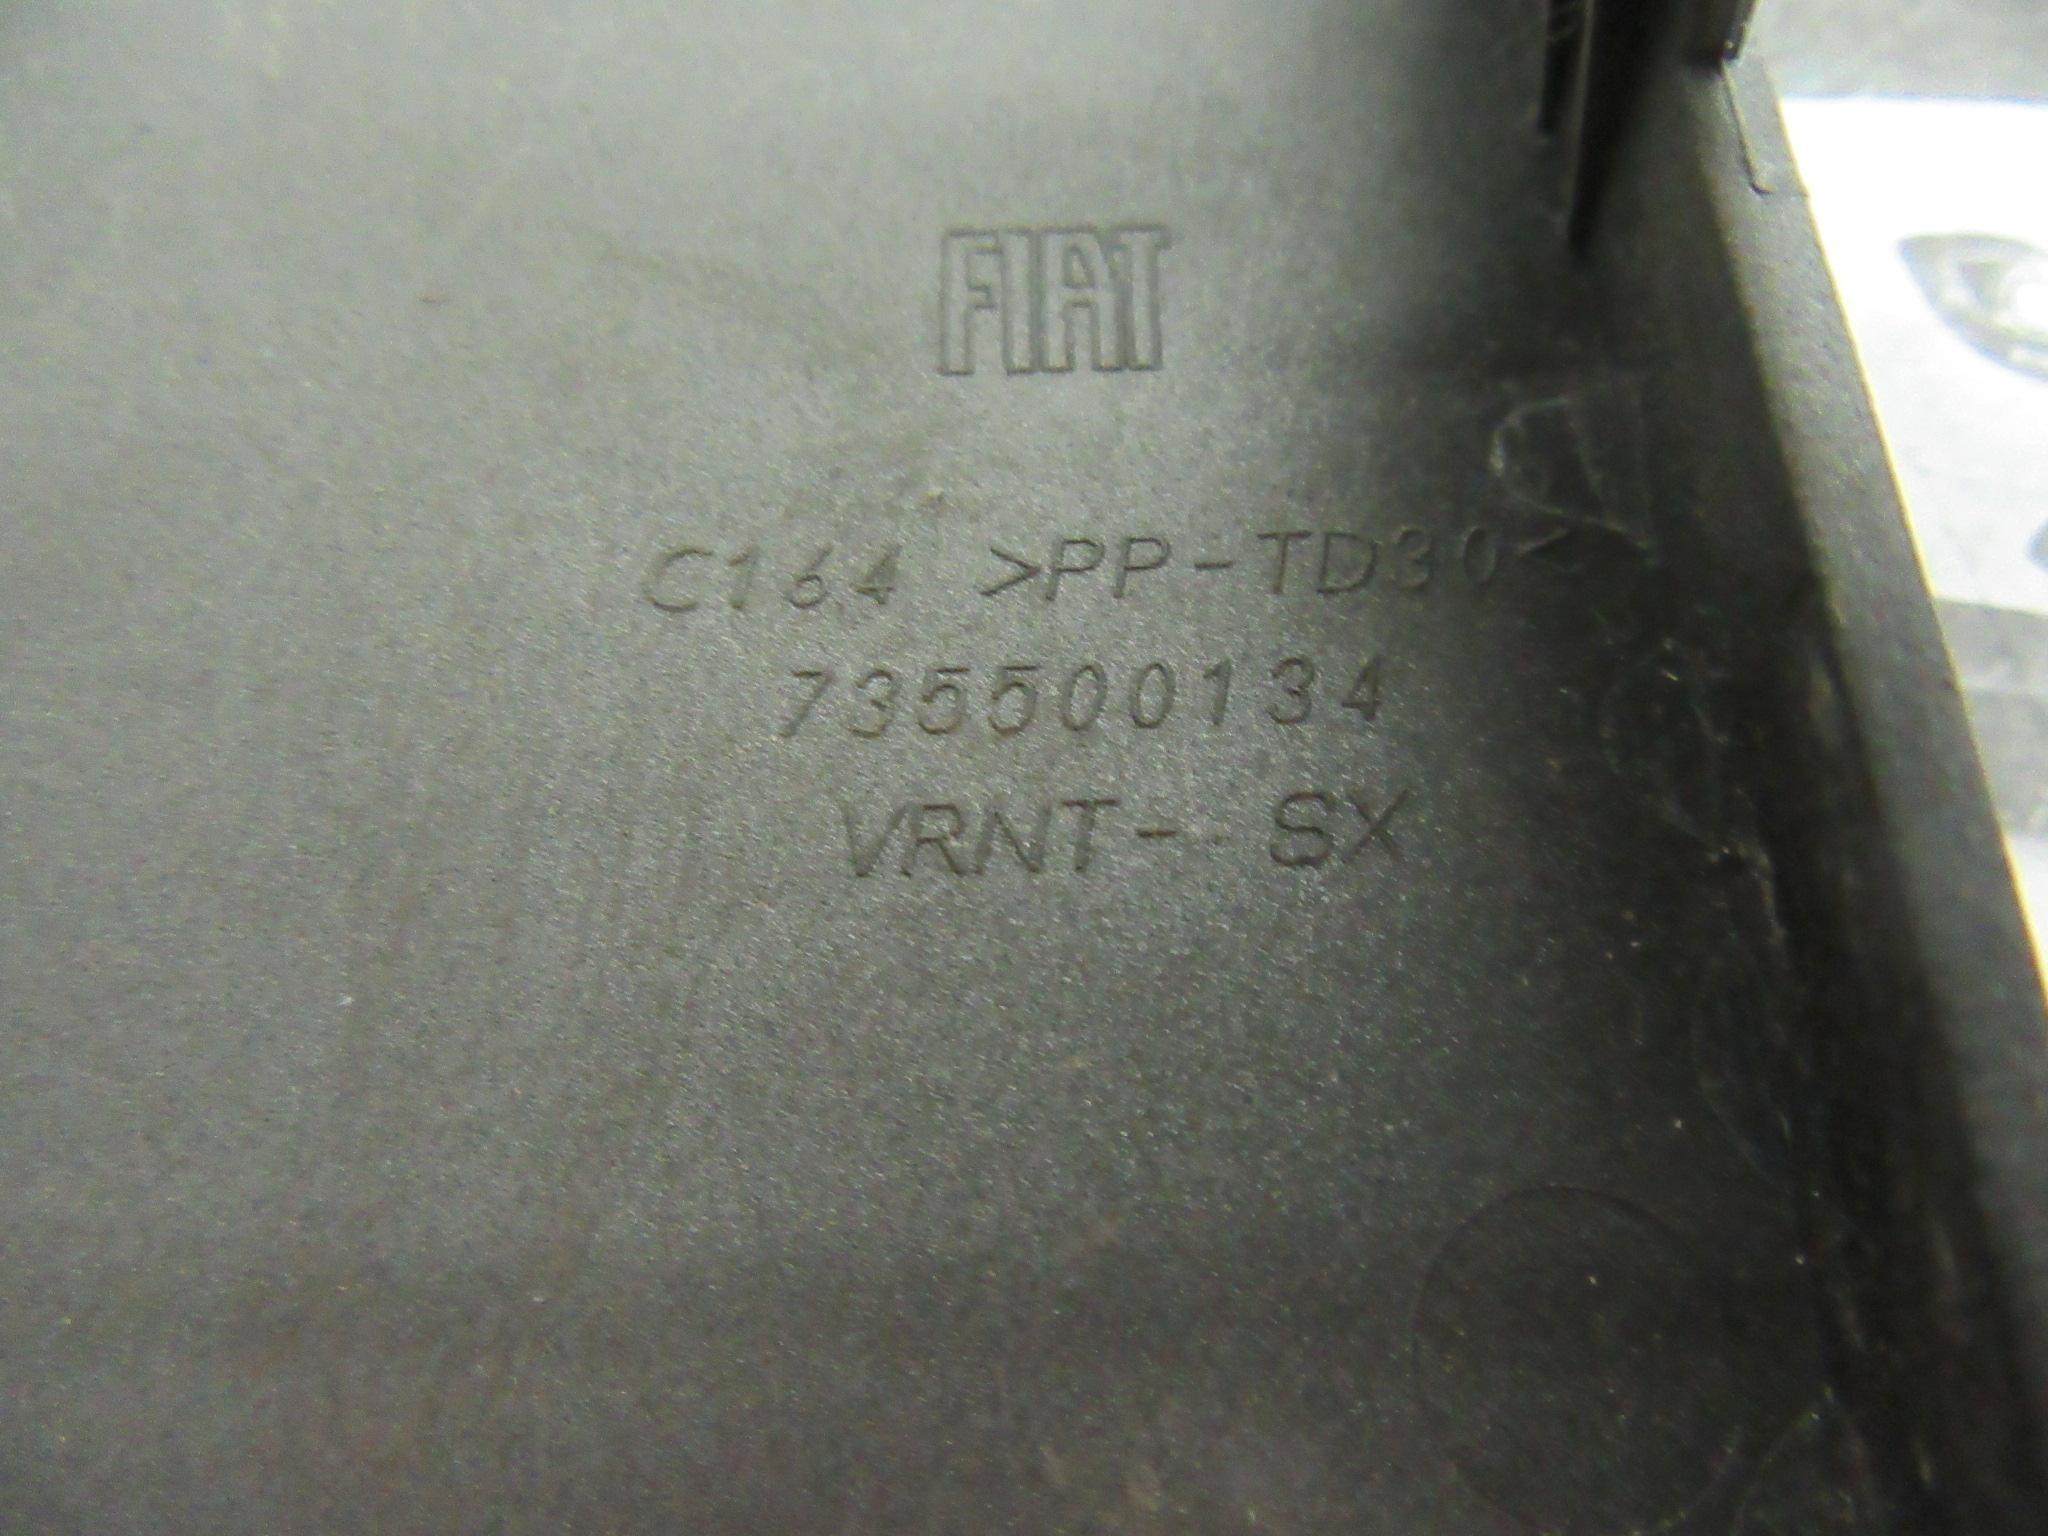 FIAT
C164 >PP-TD30<
735500134
VRNT-- SX